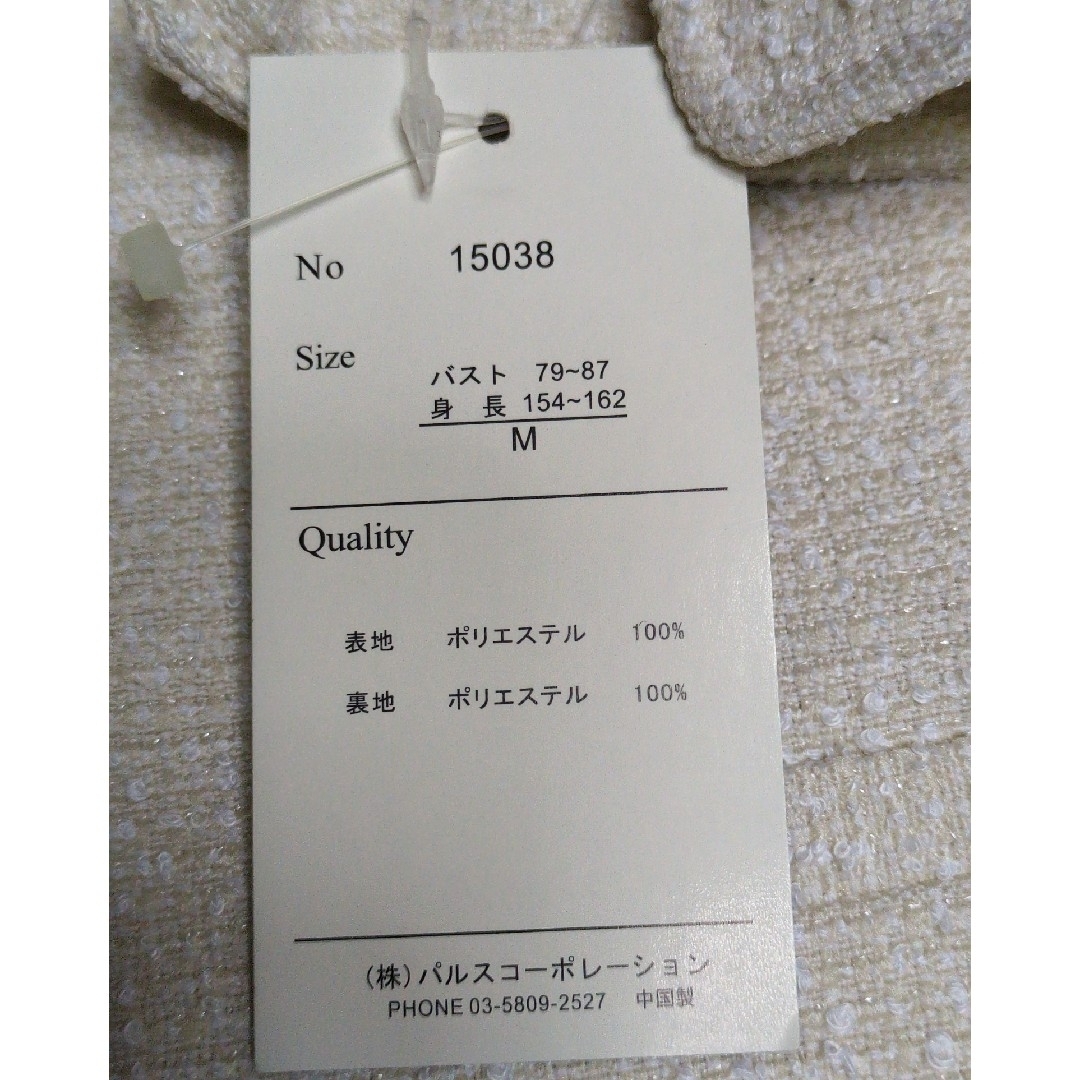 No 15038
Size
バスト 79~87
身 長 154~162
M
Quality
表地 ポリエステル 100%
裏地 ポリエステル 100%
(株)パルスコーポレーション
PHONE 03-5809-2527 中国製